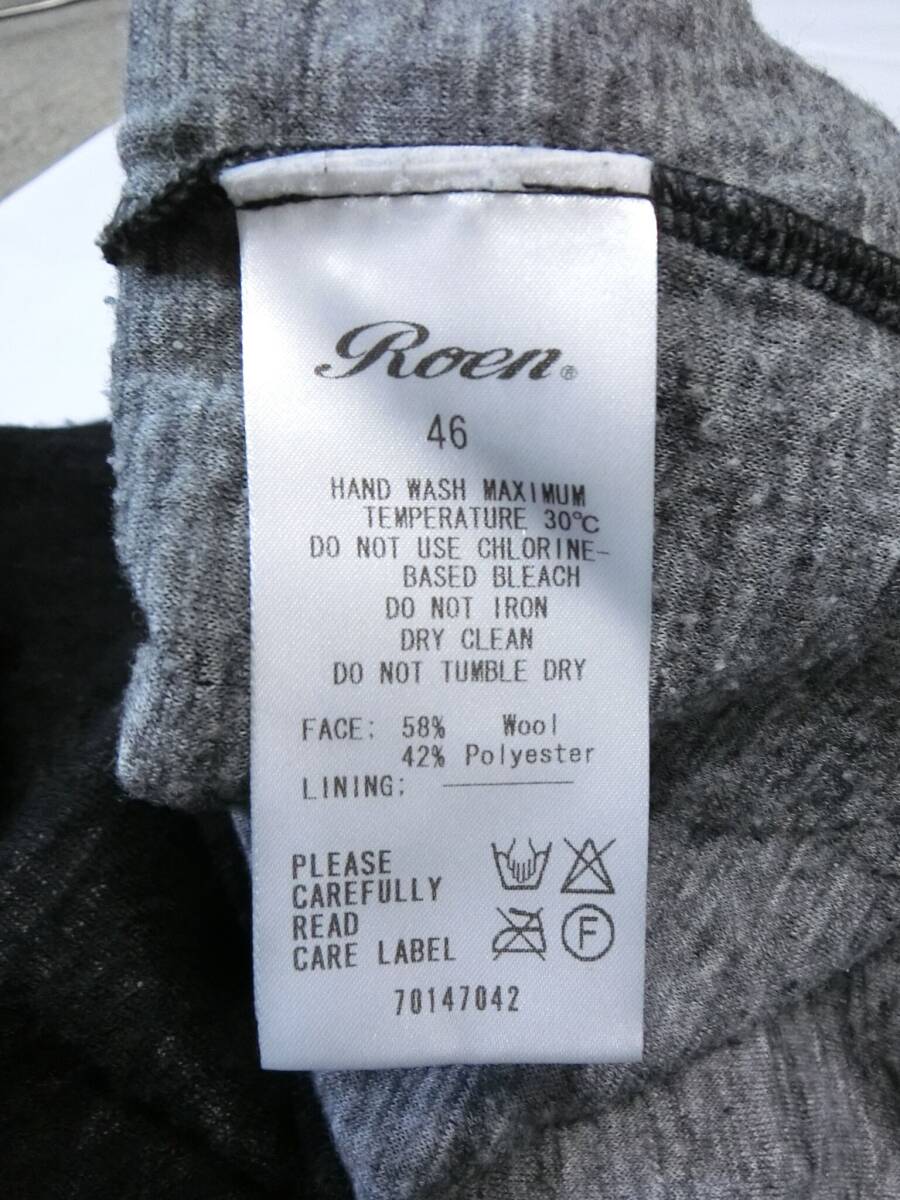 Roen®
46
HAND WASH MAXIMUM
TEMPERATURE 30°C
DO NOT USE CHLORINE-
BASED BLEACH
DO NOT IRON
DRY CLEAN
DO NOT TUMBLE DRY
FACE: 58% Wool
42% Polyester
LINING:
PLEASE
CAREFULLY
READ
CARE LABEL
F
70147042